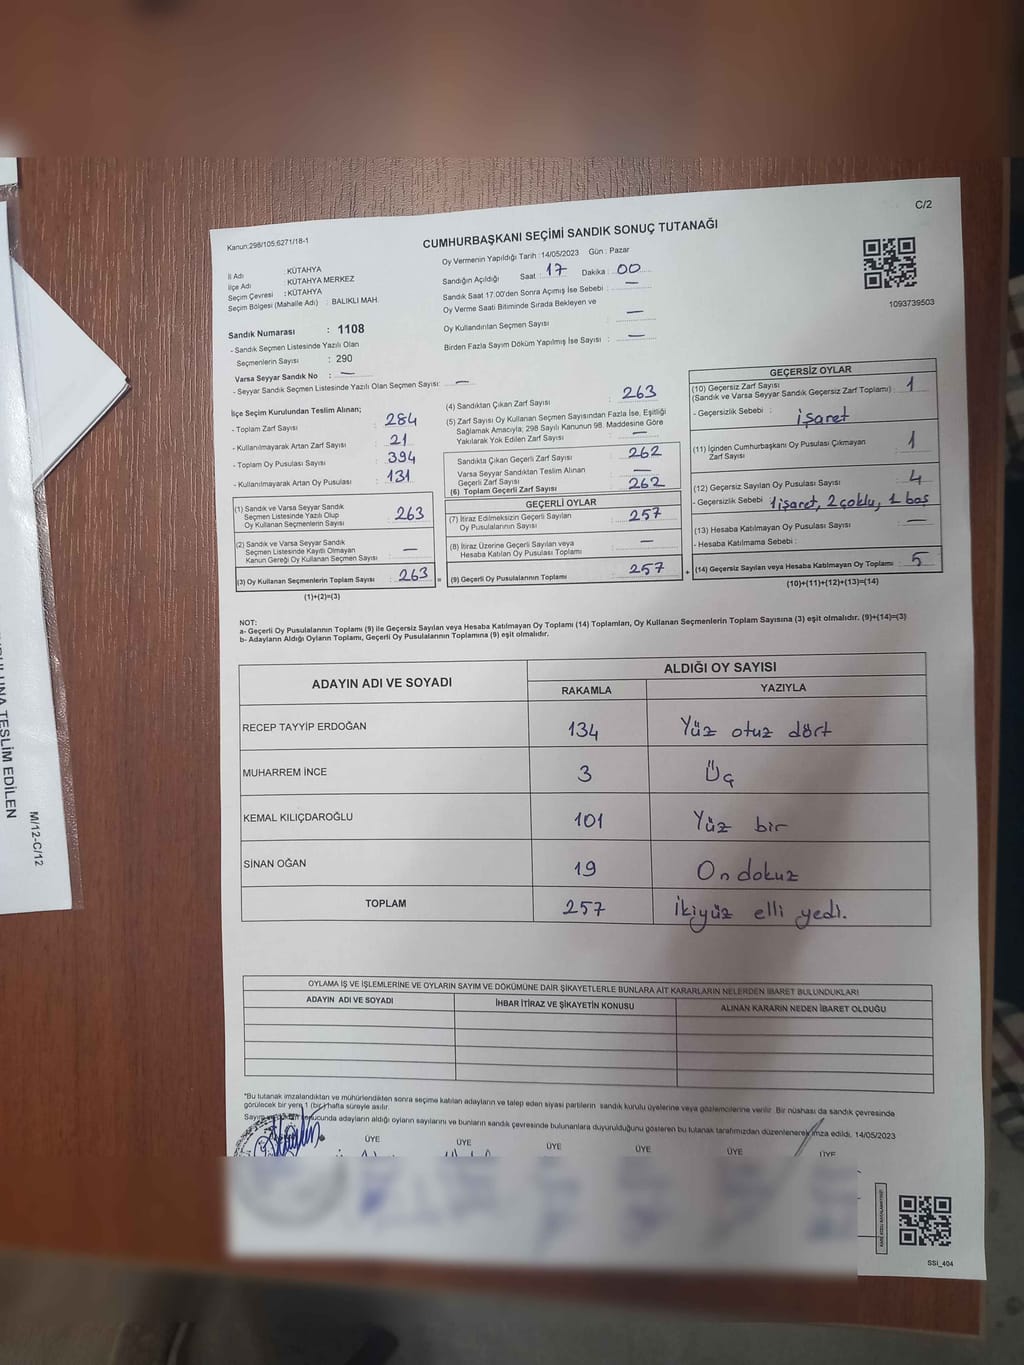 C/2
Kanun:298/105;6271/18-1
CUMHURBAŞKANI SEÇİMİ SANDIK SONUÇ TUTANAĞI
İl Adı : KÜTAHYA
İlçe Adı : KÜTAHYA MERKEZ
Seçim Çevresi : KÜTAHYA
Seçim Bölgesi (Mahalle Adı) : BALIKLI MAH.
Oy Vermenin Yapıldığı Tarih :14/05/2023 Gün : Pazar
Sandığın Açıldığı Saat : 17 Dakika : 00
Sandık Saat 17:00'den Sonra Açımış İse Sebebi : —
Oy Verme Saati Bitiminde Sırada Bekleyen ve
Oy Kullandırılan Seçmen Sayısı —
Birden Fazla Sayım Döküm Yapılmış İse Sayısı : —
1093739503
Sandık Numarası : 1108
- Sandık Seçmen Listesinde Yazılı Olan
Seçmenlerin Sayısı : 290
Varsa Seyyar Sandık No : —
- Seyyar Sandık Seçmen Listesinde Yazılı Olan Seçmen Sayısı: —
İlçe Seçim Kurulundan Teslim Alınan;
- Toplam Zarf Sayısı : 284
- Kullanılmayarak Artan Zarf Sayısı : 21
- Toplam Oy Pusulası Sayısı : 394
- Kullanılmayarak Artan Oy Pusulası : 131
(1) Sandık ve Varsa Seyyar Sandık
Seçmen Listesinde Yazılı Olup
Oy Kullanan Seçmenlerin Sayısı : 263
(2) Sandık ve Varsa Seyyar Sandık
Seçmen Listesinde Kayıtlı Olmayan
Kanun Gereği Oy Kullanan Seçmen Sayısı : —
(3) Oy Kullanan Seçmenlerin Toplam Sayısı : 263 =
(1)+(2)=(3)
(4) Sandıktan Çıkan Zarf Sayısı : 263
(5) Zarf Sayısı Oy Kullanan Seçmen Sayısından Fazla İse, Eşitliği
Sağlamak Amacıyla; 298 Sayılı Kanunun 98. Maddesine Göre
Yakılarak Yok Edilen Zarf Sayısı : —
Sandıkta Çıkan Geçerli Zarf Sayısı : 262
Varsa Seyyar Sandıktan Teslim Alınan
Geçerli Zarf Sayısı : —
(6) Toplam Geçerli Zarf Sayısı : 262
GEÇERLİ OYLAR
(7) İtiraz Edilmeksizin Geçerli Sayılan
Oy Pusulalarının Sayısı : 257
(8) İtiraz Üzerine Geçerli Sayılan veya
Hesaba Katılan Oy Pusulası Toplamı : —
(9) Geçerli Oy Pusulalarının Toplamı : 257 +
GEÇERSİZ OYLAR
(10) Geçersiz Zarf Sayısı
(Sandık ve Varsa Seyyar Sandık Geçersiz Zarf Toplamı) : 1
- Geçersizlik Sebebi : işaret
(11) İçinden Cumhurbaşkanı Oy Pusulası Çıkmayan
Zarf Sayısı : 1
(12) Geçersiz Sayılan Oy Pusulası Sayısı : 4
- Geçersizlik Sebebi : 1 işaret, 2 çoklu, 1 boş
(13) Hesaba Katılmayan Oy Pusulası Sayısı : —
- Hesaba Katılmama Sebebi :
(14) Geçersiz Sayılan veya Hesaba Katılmayan Oy Toplamı : 5
(10)+(11)+(12)+(13)=(14)
NOT:
a- Geçerli Oy Pusulalarının Toplamı (9) ile Geçersiz Sayılan veya Hesaba Katılmayan Oy Toplamı (14) Toplamları, Oy Kullanan Seçmenlerin Toplam Sayısına (3) eşit olmalıdır. (9)+(14)=(3)
b- Adayların Aldığı Oyların Toplamı, Geçerli Oy Pusulalarının Toplamına (9) eşit olmalıdır.
ADAYIN ADI VE SOYADI
ALDIĞI OY SAYISI
RAKAMLA YAZIYLA
RECEP TAYYİP ERDOĞAN 134 Yüz otuz dört
MUHARREM İNCE 3 Üç
KEMAL KILIÇDAROĞLU 101 Yüz bir
SİNAN OĞAN 19 On dokuz
TOPLAM 257 İkiyüz elli yedi.
OYLAMA İŞ VE İŞLEMLERİNE VE OYLARIN SAYIM VE DÖKÜMÜNE DAİR ŞİKAYETLERLE BUNLARA AİT KARARLARIN NELERDEN İBARET BULUNDUKLARI
ADAYIN ADI VE SOYADI İHBAR İTİRAZ VE ŞİKAYETİN KONUSU ALINAN KARARIN NEDEN İBARET OLDUĞU
*Bu tutanak imzalandıktan ve mühürlendikten sonra seçime katılan adayların ve talep eden siyasi partilerin sandık kurulu üyelerine veya gözlemcilerine verilir. Bir nüshası da sandık çevresinde
görülecek bir yere 1 (bir) hafta süreyle asılır.
Sayım sonucunda adayların aldığı oyların sayılarını ve bunların sandık çevresinde bulunanlara duyurulduğunu gösteren bu tutanak tarafımızdan düzenlenerek imza edildi. 14/05/2023
ÜYE ÜYE ÜYE ÜYE ÜYE ÜYE
SSİ_404
TESLİM EDİLEN
M/12-C/12